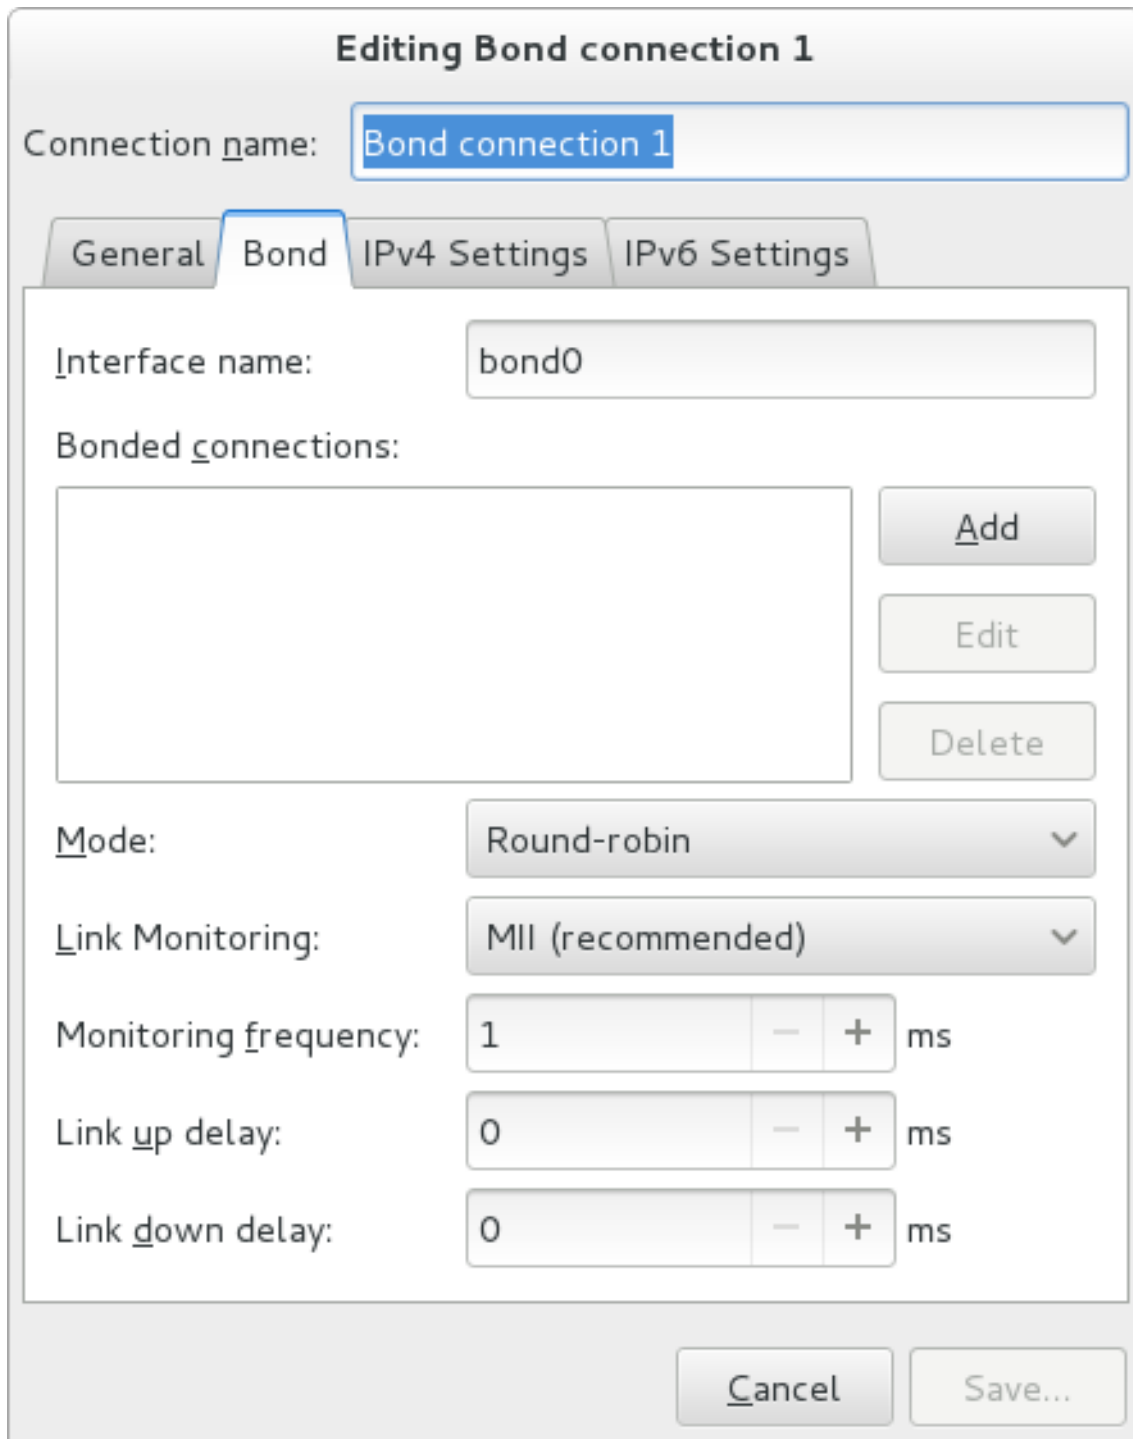 Editing Bond connection 1
Connection name: Bond connection 1
General Bond IPv4 Settings IPv6 Settings
Interface name: bond0
Bonded connections:
Add
Edit
Delete
Mode: Round-robin
Link Monitoring: MII (recommended)
Monitoring frequency: 1 − + ms
Link up delay: 0 − + ms
Link down delay: 0 − + ms
Cancel Save...